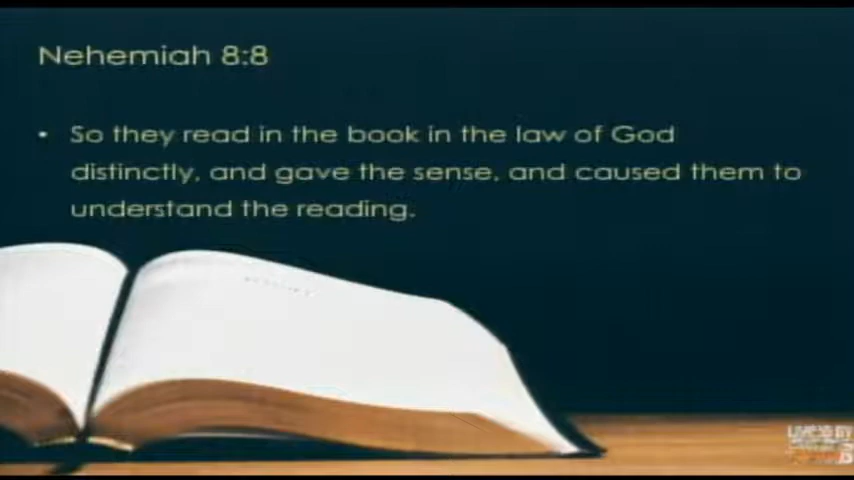 Nehemiah 8:8
• So they read in the book in the law of God
distinctly, and gave the sense, and caused them to
understand the reading.